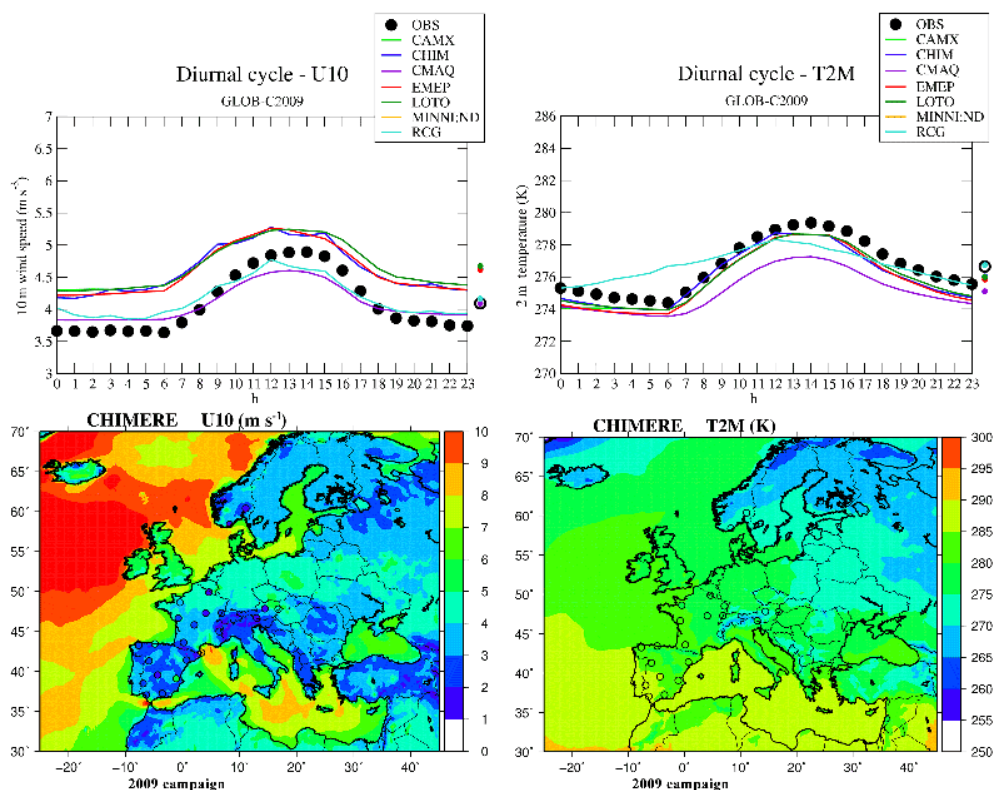 OBS
CAMX
CHIM
CMAQ
EMEP
LOTO
MINNI:ND
RCG
Diurnal cycle - U10
GLOB-C2009
7
6.5
6
5.5
5
4.5
4
3.5
3
10 m wind speed (m s⁻¹)
0 1 2 3 4 5 6 7 8 9 10 11 12 13 14 15 16 17 18 19 20 21 22 23
h
OBS
CAMX
CHIM
CMAQ
EMEP
LOTO
MINNI:ND
RCG
Diurnal cycle - T2M
GLOB-C2009
286
284
282
280
278
276
274
272
270
2 m temperature (K)
0 1 2 3 4 5 6 7 8 9 10 11 12 13 14 15 16 17 18 19 20 21 22 23
h
CHIMERE U10 (m s⁻¹)
70˚
65˚
60˚
55˚
50˚
45˚
40˚
35˚
30˚
−20˚ −10˚ 0˚ 10˚ 20˚ 30˚ 40˚
2009 campaign
10
9
8
7
6
5
4
3
2
1
0
CHIMERE T2M (K)
70˚
65˚
60˚
55˚
50˚
45˚
40˚
35˚
30˚
−20˚ −10˚ 0˚ 10˚ 20˚ 30˚ 40˚
2009 campaign
300
295
290
285
280
275
270
265
260
255
250